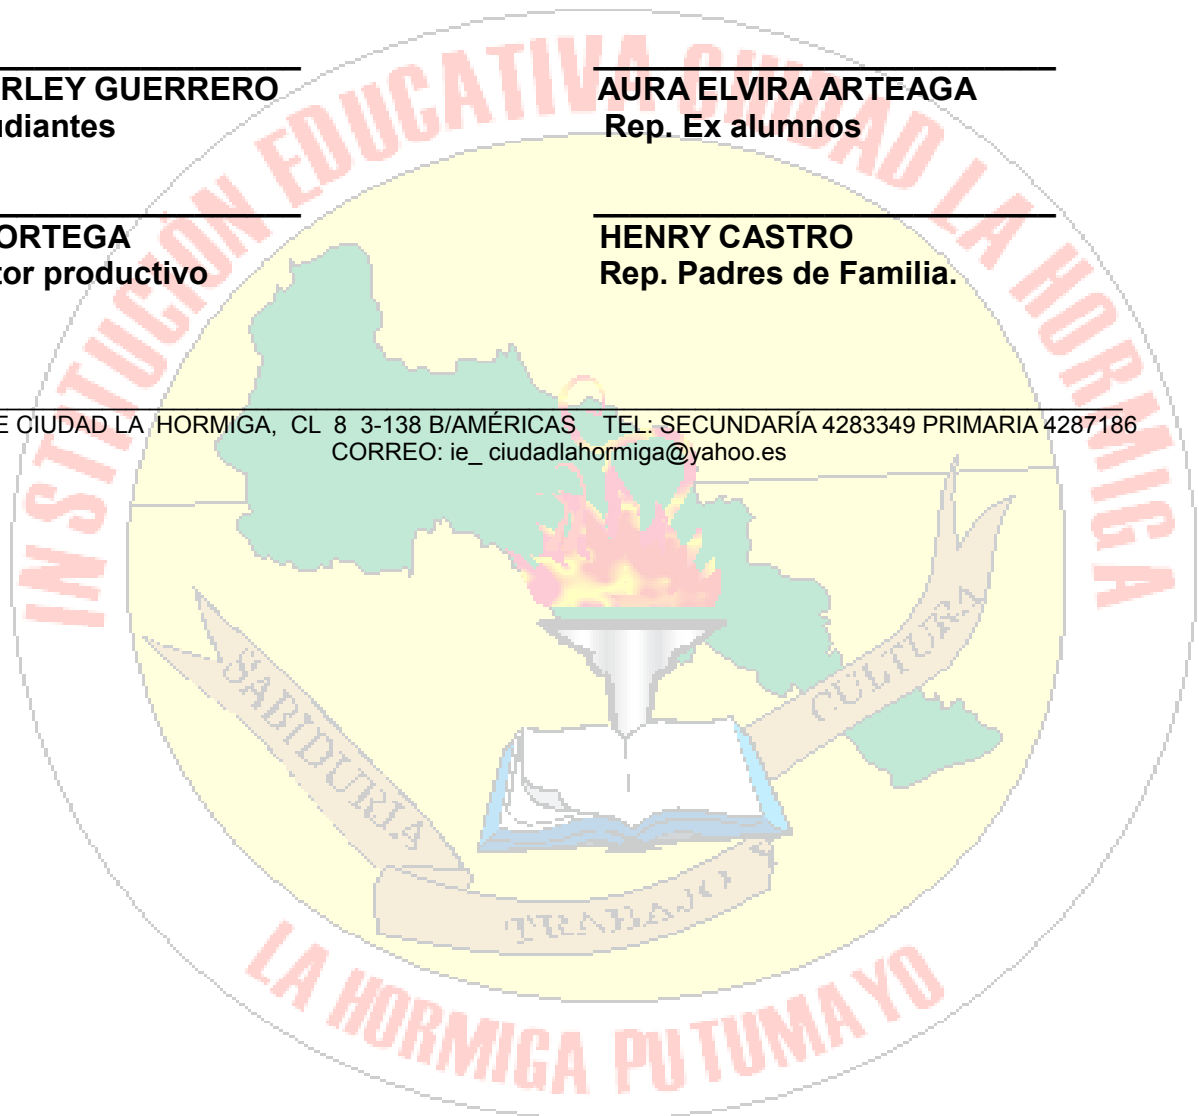 RLEY GUERRERO
AURA ELVIRA ARTEAGA
udiantes
Rep. Ex alumnos
ORTEGA
HENRY CASTRO
tor productivo
Rep. Padres de Familia.
E CIUDAD LA HORMIGA, CL 8 3-138 B/AMÉRICAS TEL: SECUNDARÍA 4283349 PRIMARIA 4287186
CORREO: ie_ ciudadlahormiga@yahoo.es
INSTITUCIÓN EDUCATIVA CIUDAD LA HORMIGA
SABIDURIA
TRABAJO
CULTURA
LA HORMIGA PUTUMAYO